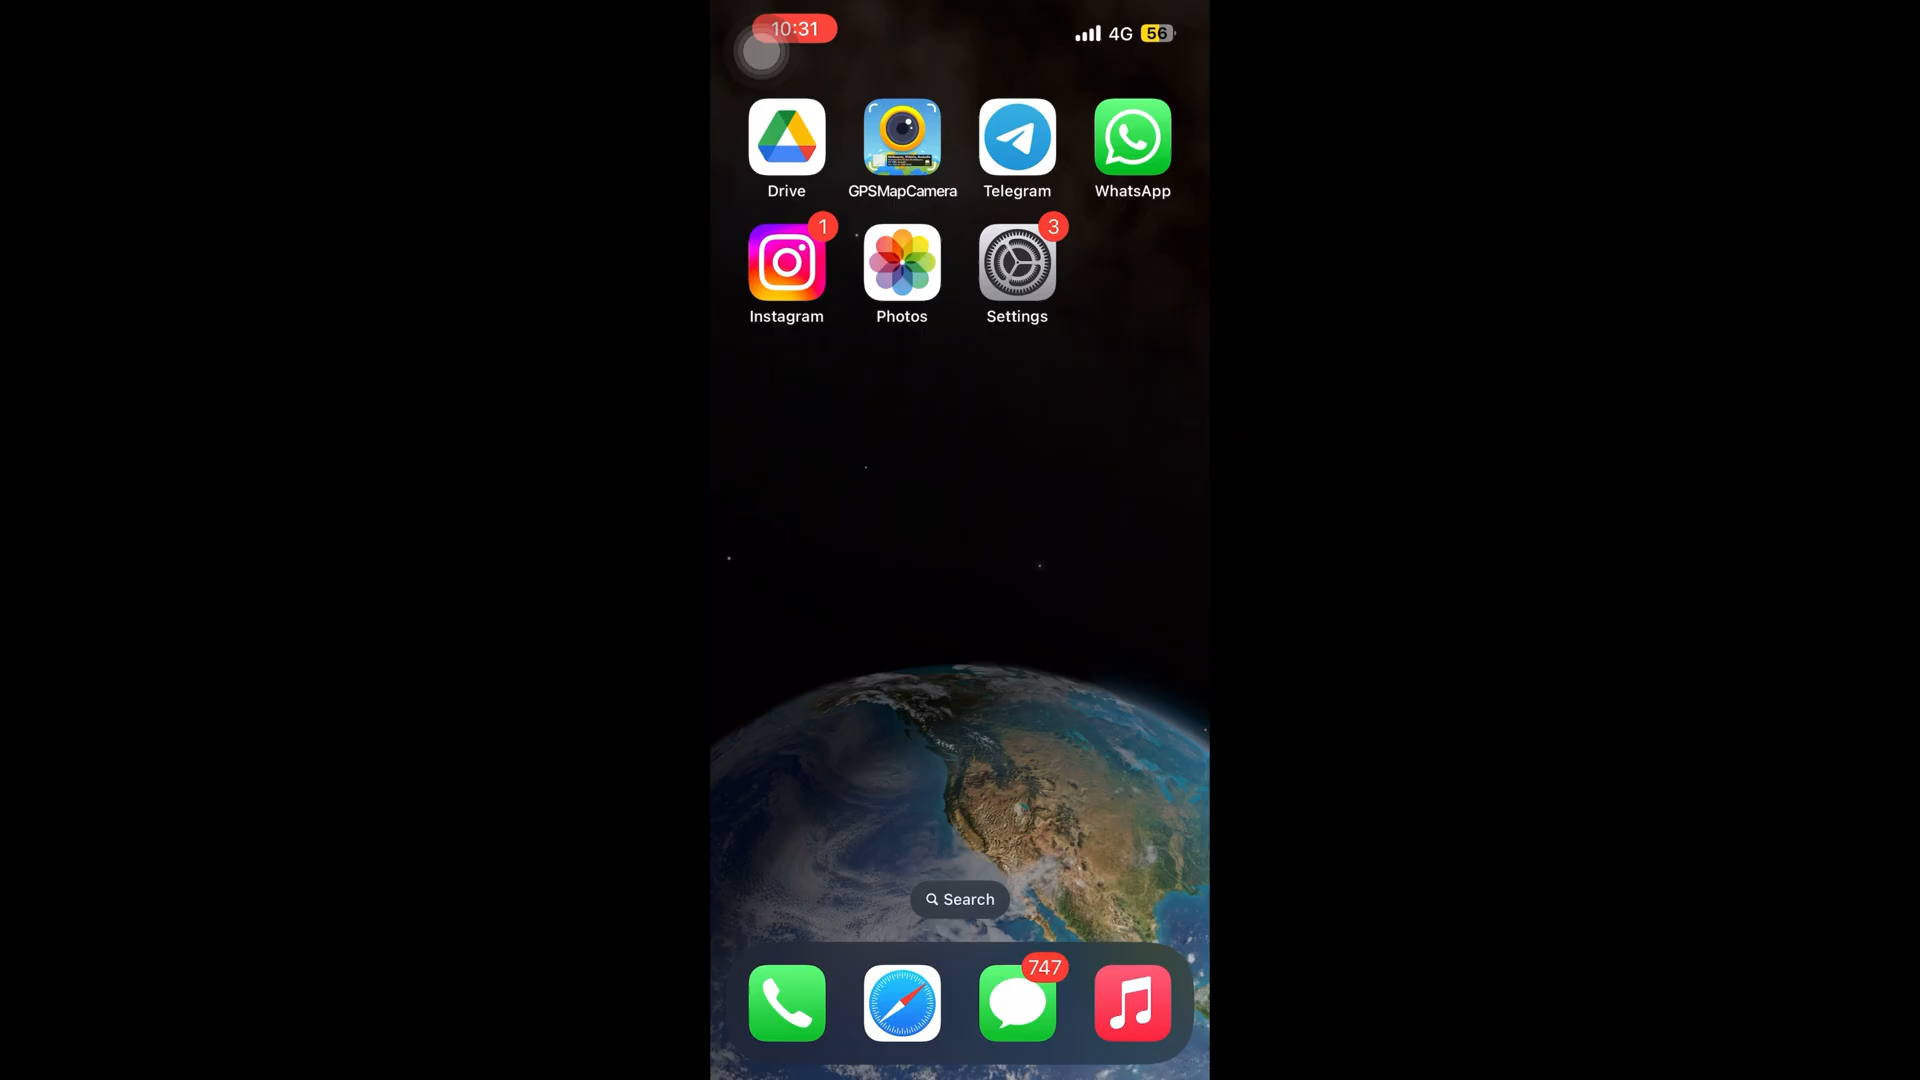 10:31
4G 56
Drive GPSMapCamera Telegram WhatsApp
1 3
Instagram Photos Settings
Search
747